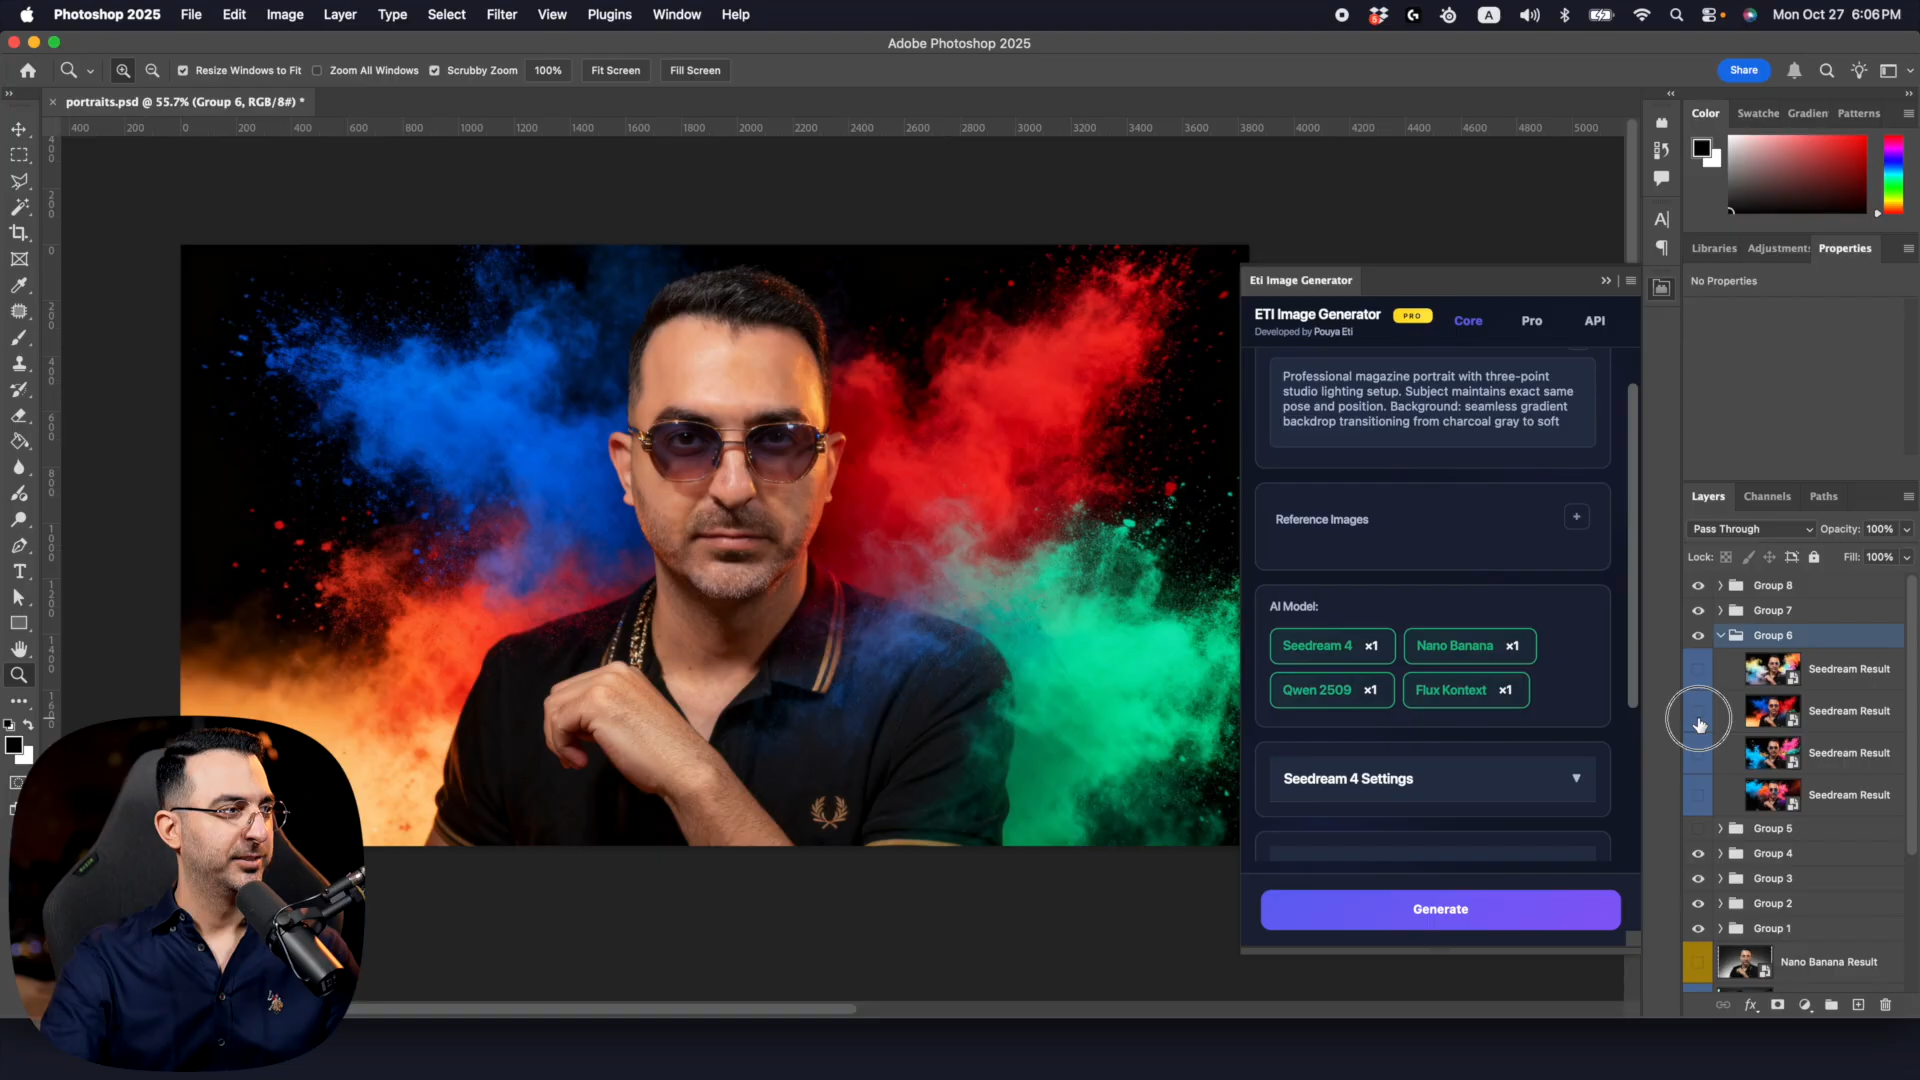 Photoshop 2025 File Edit Image Layer Type Select Filter View Plugins Window Help
Mon Oct 27 6:06 PM
Adobe Photoshop 2025
Resize Windows to Fit Zoom All Windows Scrubby Zoom 100% Fit Screen Fill Screen Share
portraits.psd @ 55.7% (Group 6, RGB/8#) *
400 200 0 200 400 600 800 1000 1200 1400 1600 1800 2000 2200 2400 2600 2800 3000 3200 3400 3600 3800 4000 4200 4400 4600 4800 5000
Color Swatche Gradien Patterns
Libraries Adjustments Properties
No Properties
Eti Image Generator
ETI Image Generator PRO Core Pro API
Developed by Pouya Eti
Professional magazine portrait with three-point
studio lighting setup. Subject maintains exact same
pose and position. Background: seamless gradient
backdrop transitioning from charcoal gray to soft
Reference Images +
AI Model:
Seedream 4 ×1 Nano Banana ×1
Qwen 2509 ×1 Flux Kontext ×1
Seedream 4 Settings
Generate
Layers Channels Paths
Pass Through Opacity: 100%
Lock: Fill: 100%
Group 8
Group 7
Group 6
Seedream Result
Seedream Result
Seedream Result
Seedream Result
Group 5
Group 4
Group 3
Group 2
Group 1
Nano Banana Result